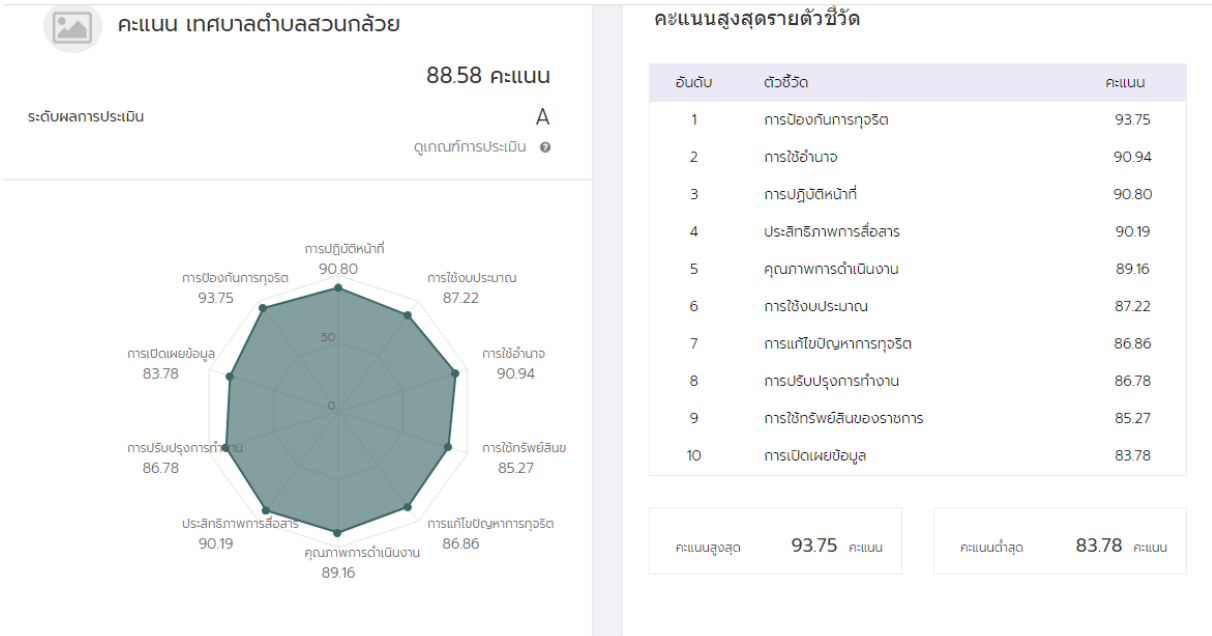 คะแนน เทศบาลตำบลสวนกล้วย
88.58 คะแนน
ระดับผลการประเมิน A
ดูเกณฑ์การประเมิน
การปฏิบัติหน้าที่
90.80
การป้องกันการทุจริต
93.75
การใช้งบประมาณ
87.22
50
การเปิดเผยข้อมูล
83.78
การใช้อำนาจ
90.94
0
การปรับปรุงการทำงาน
86.78
การใช้ทรัพย์สินข
85.27
ประสิทธิภาพการสื่อสาร
90.19
การแก้ไขปัญหาการทุจริต
86.86
คุณภาพการดำเนินงาน
89.16
คะแนนสูงสุดรายตัวชี้วัด
อันดับ ตัวชี้วัด คะแนน
1 การป้องกันการทุจริต 93.75
2 การใช้อำนาจ 90.94
3 การปฏิบัติหน้าที่ 90.80
4 ประสิทธิภาพการสื่อสาร 90.19
5 คุณภาพการดำเนินงาน 89.16
6 การใช้งบประมาณ 87.22
7 การแก้ไขปัญหาการทุจริต 86.86
8 การปรับปรุงการทำงาน 86.78
9 การใช้ทรัพย์สินของราชการ 85.27
10 การเปิดเผยข้อมูล 83.78
คะแนนสูงสุด 93.75 คะแนน
คะแนนต่ำสุด 83.78 คะแนน